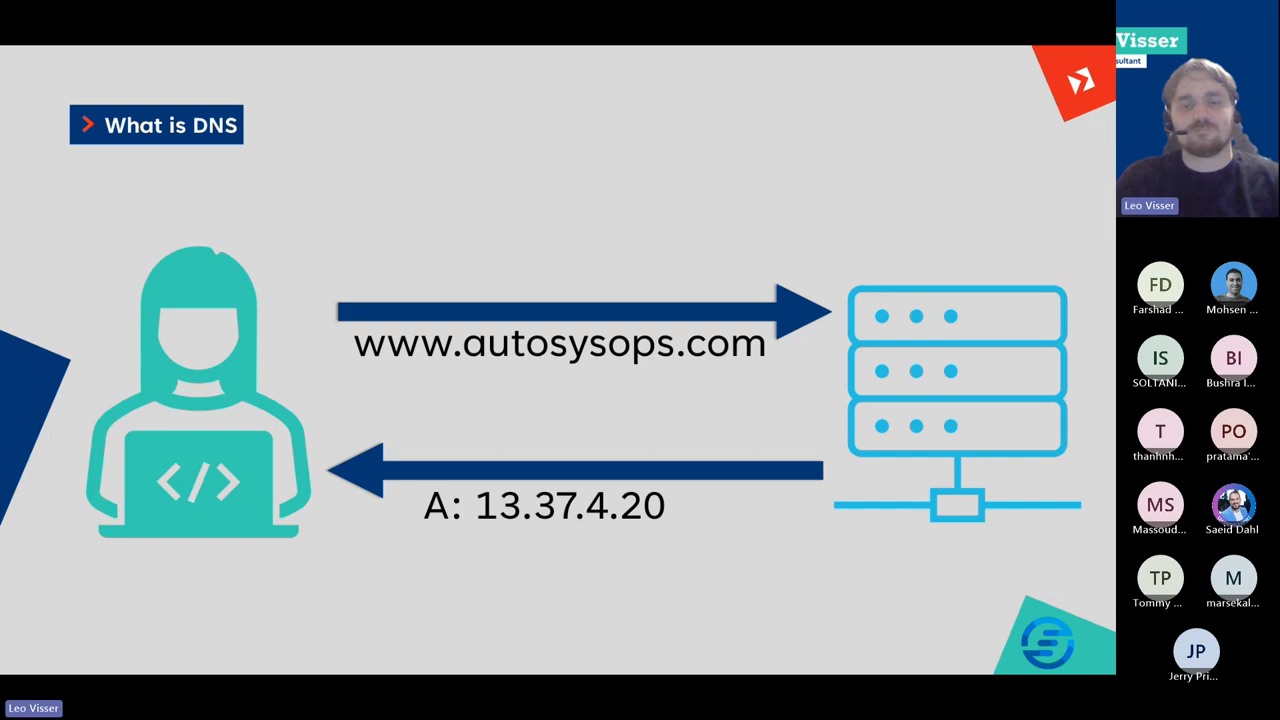 What is DNS
www.autosysops.com
A: 13.37.4.20
Visser
sultant
Leo Visser
FD
Farshad ...
Mohsen ...
IS
SOLTANI...
BI
Bushra I...
T
thanhnh...
PO
pratama'...
MS
Massoud...
Saeid Dahl
TP
Tommy ...
M
marsekal...
JP
Jerry Pri...
Leo Visser